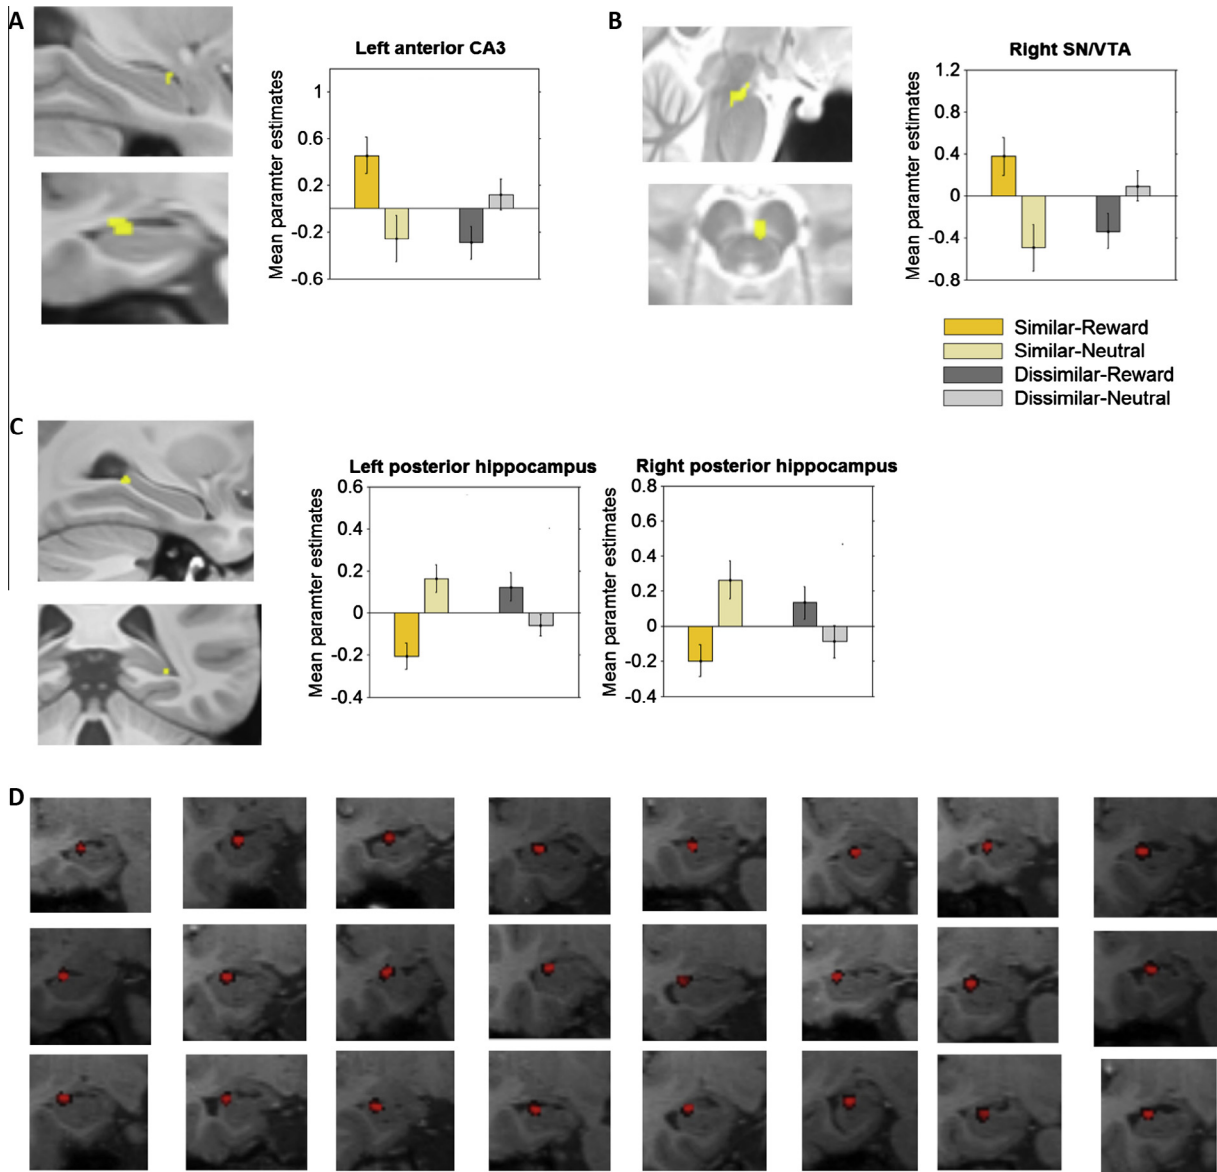 A
Left anterior CA3
Mean paramter estimates
1
0.6
0.2
-0.2
-0.6
B
Right SN/VTA
Mean paramter estimates
1.2
0.8
0.4
0
-0.4
-0.8
Similar-Reward
Similar-Neutral
Dissimilar-Reward
Dissimilar-Neutral
C
Left posterior hippocampus
Mean paramter estimates
0.6
0.4
0.2
0
-0.2
-0.4
Right posterior hippocampus
Mean paramter estimates
0.8
0.6
0.4
0.2
0
-0.2
-0.4
D